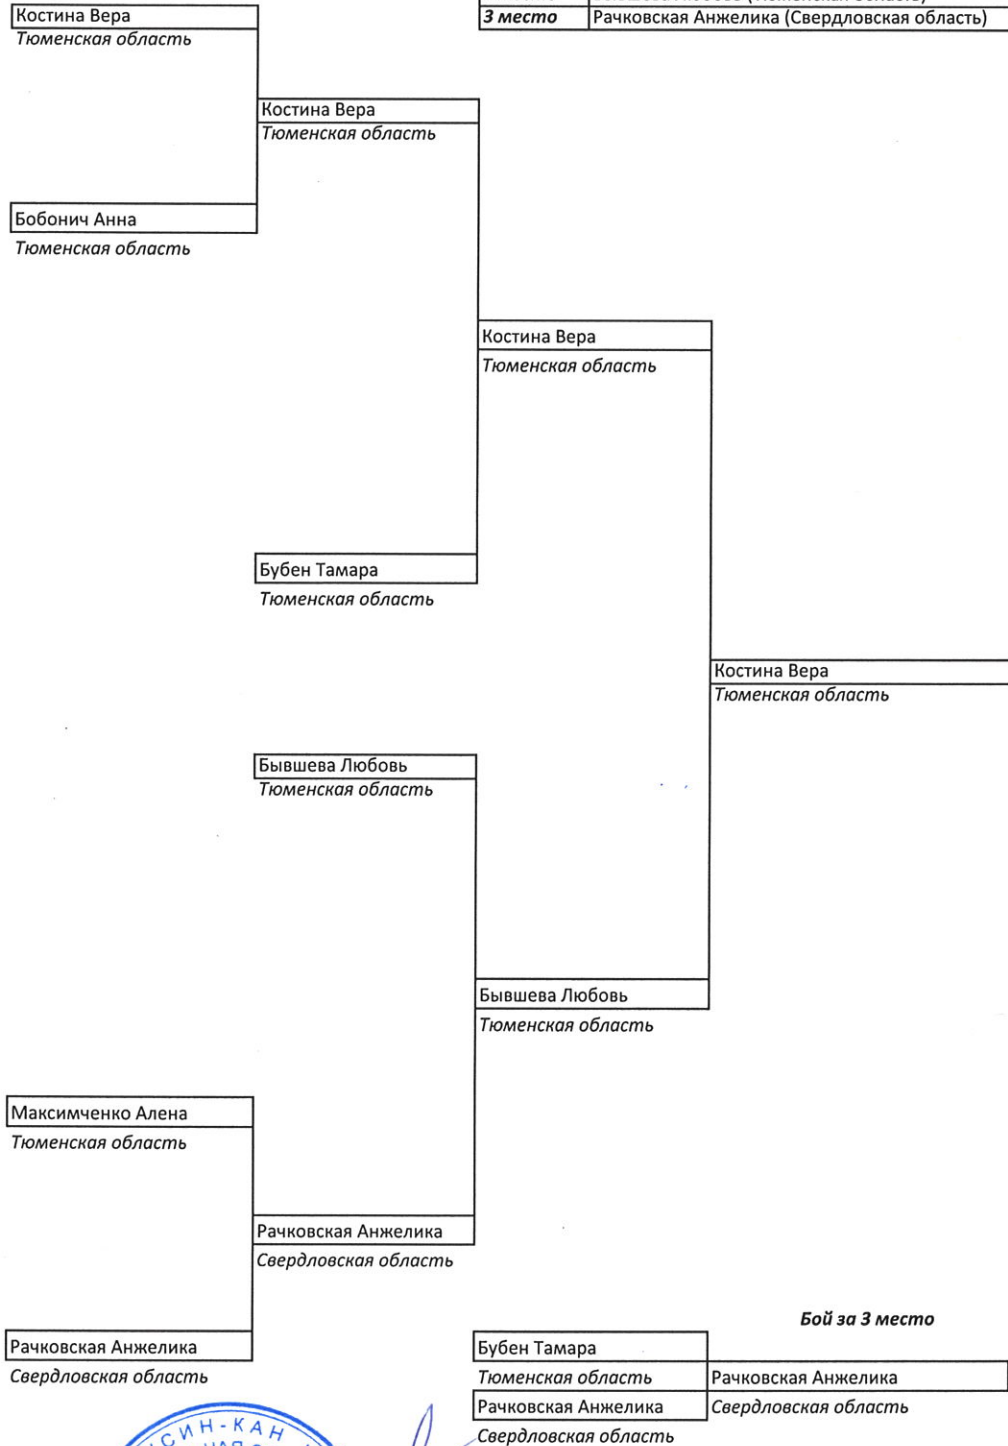 3 место Рачковская Анжелика (Свердловская область)
Костина Вера
Тюменская область
Костина Вера
Тюменская область
Бобонич Анна
Тюменская область
Костина Вера
Тюменская область
Бубен Тамара
Тюменская область
Костина Вера
Тюменская область
Бывшева Любовь
Тюменская область
Бывшева Любовь
Тюменская область
Максимченко Алена
Тюменская область
Рачковская Анжелика
Свердловская область
Бой за 3 место
Рачковская Анжелика
Свердловская область
Бубен Тамара
Тюменская область Рачковская Анжелика
Рачковская Анжелика Свердловская область
Свердловская область
СИН-КАН